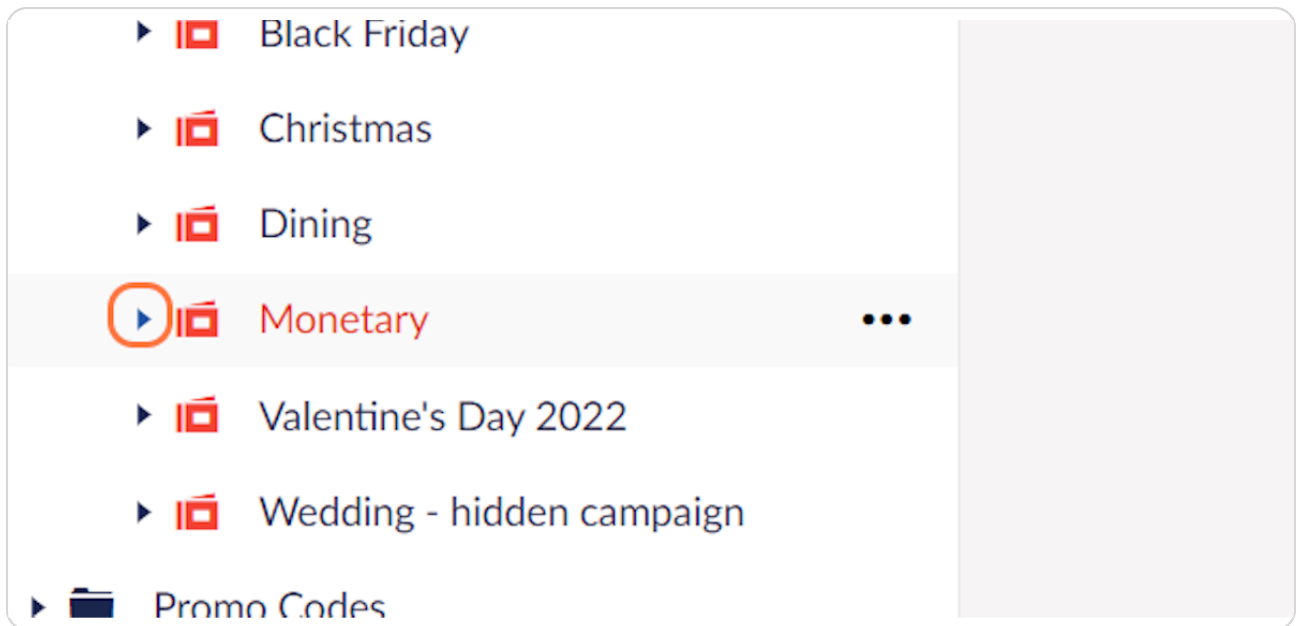 Black Friday
Christmas
Dining
Monetary
Valentine's Day 2022
Wedding - hidden campaign
Promo Codes